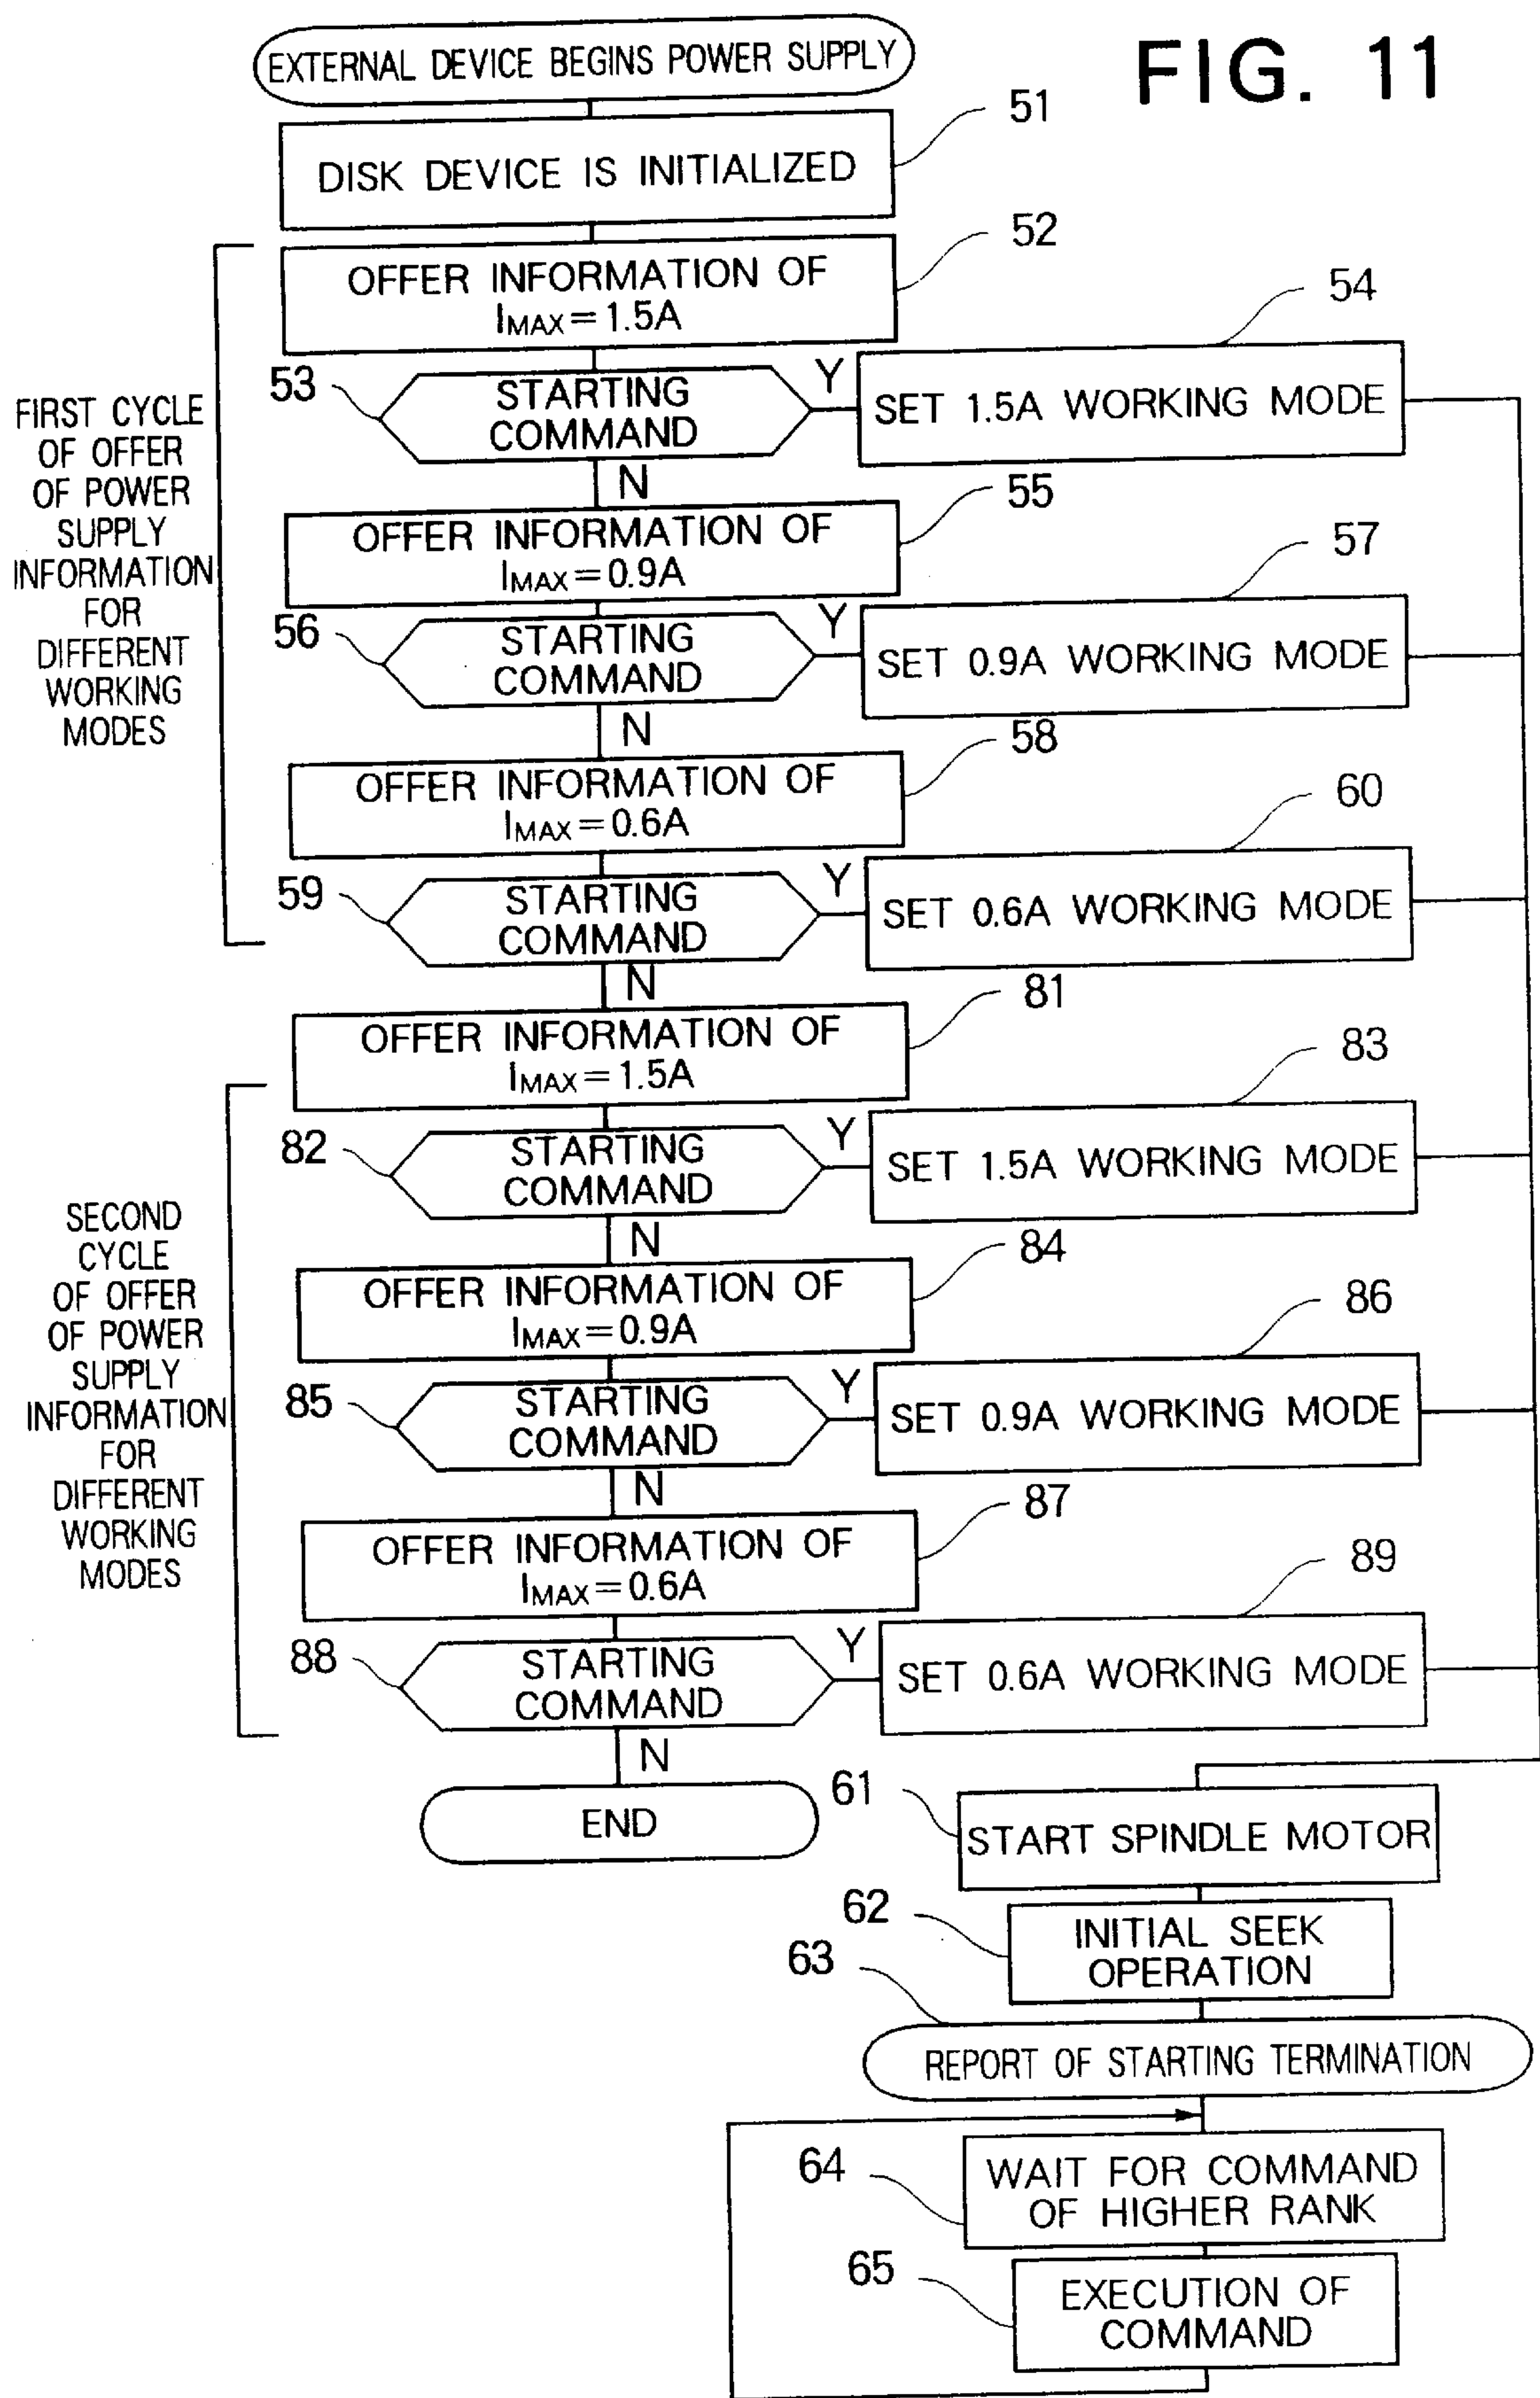 FIG. 11
EXTERNAL DEVICE BEGINS POWER SUPPLY
51
DISK DEVICE IS INITIALIZED
52
OFFER INFORMATION OF
IMAX=1.5A
53
STARTING
COMMAND
Y
54
SET 1.5A WORKING MODE
N
FIRST CYCLE
OF OFFER
OF POWER
SUPPLY
INFORMATION
FOR
DIFFERENT
WORKING
MODES
55
OFFER INFORMATION OF
IMAX=0.9A
56
STARTING
COMMAND
Y
57
SET 0.9A WORKING MODE
N
58
OFFER INFORMATION OF
IMAX=0.6A
59
STARTING
COMMAND
Y
60
SET 0.6A WORKING MODE
N
81
OFFER INFORMATION OF
IMAX=1.5A
82
STARTING
COMMAND
Y
83
SET 1.5A WORKING MODE
N
SECOND
CYCLE
OF OFFER
OF POWER
SUPPLY
INFORMATION
FOR
DIFFERENT
WORKING
MODES
84
OFFER INFORMATION OF
IMAX=0.9A
85
STARTING
COMMAND
Y
86
SET 0.9A WORKING MODE
N
87
OFFER INFORMATION OF
IMAX=0.6A
88
STARTING
COMMAND
Y
89
SET 0.6A WORKING MODE
N
END
61
START SPINDLE MOTOR
62
INITIAL SEEK
OPERATION
63
REPORT OF STARTING TERMINATION
64
WAIT FOR COMMAND
OF HIGHER RANK
65
EXECUTION OF
COMMAND